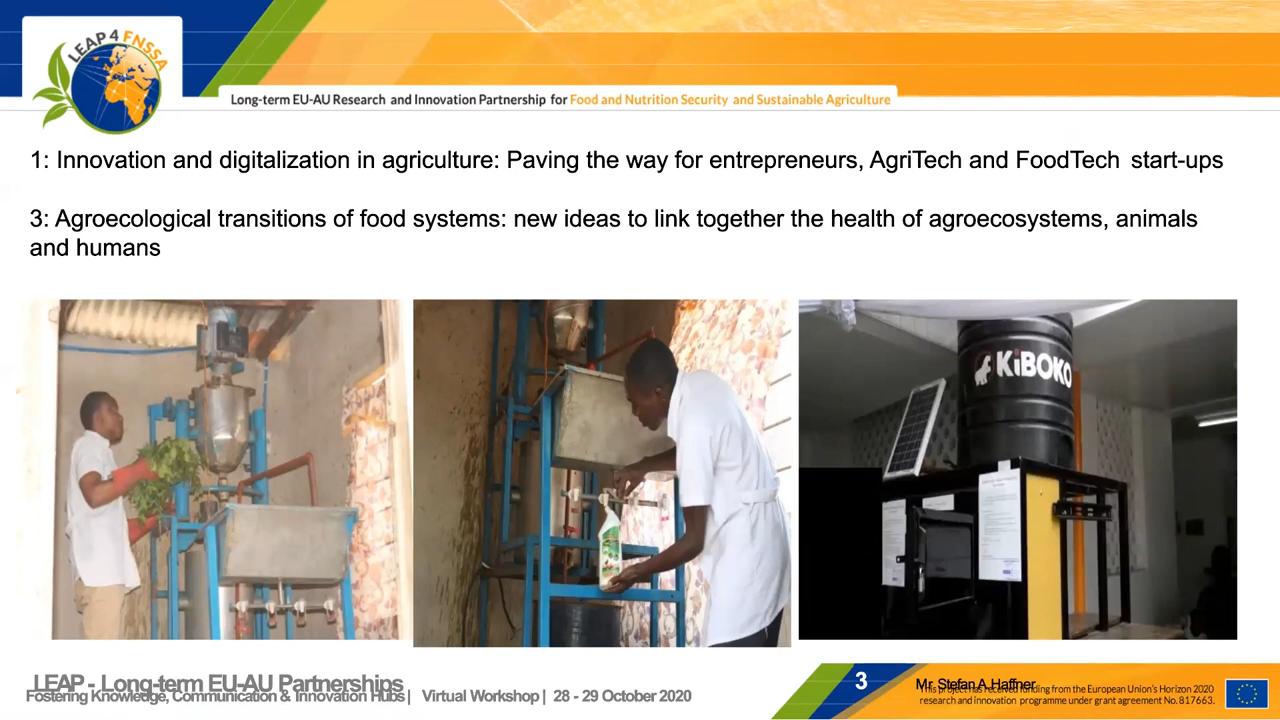 LEAP 4 FNSSA
Long-term EU-AU Research and Innovation Partnership for Food and Nutrition Security and Sustainable Agriculture
1: Innovation and digitalization in agriculture: Paving the way for entrepreneurs, AgriTech and FoodTech start-ups
3: Agroecological transitions of food systems: new ideas to link together the health of agroecosystems, animals
and humans
KiBOKO
LEAP - Long-term EU-AU Partnerships
Fostering Knowledge, Communication & Innovation Hubs | Virtual Workshop | 28 - 29 October 2020
3
Mr. Stefan A. Haffner
This project has received funding from the European Union's Horizon 2020
research and innovation programme under grant agreement No. 817663.